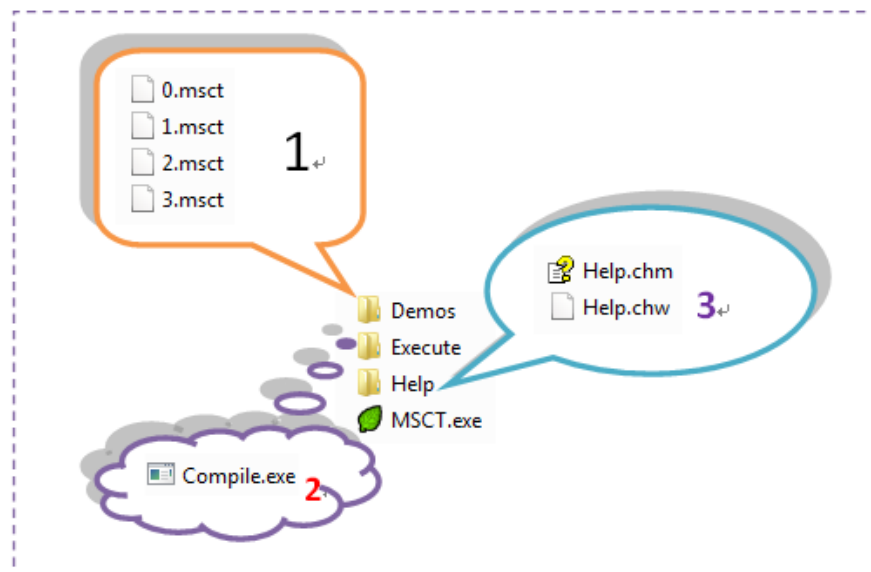 0.msct
1.msct
2.msct
3.msct
1
Help.chm
Help.chw
3
Demos
Execute
Help
MSCT.exe
Compile.exe
2